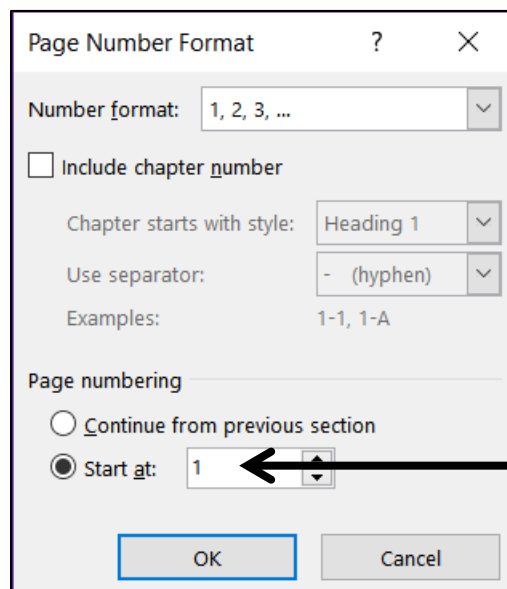 Page Number Format ?
Number format: 1, 2, 3, ...
Include chapter number
Chapter starts with style: Heading 1
Use separator: - (hyphen)
Examples: 1-1, 1-A
Page numbering
Continue from previous section
Start at: 1
OK Cancel